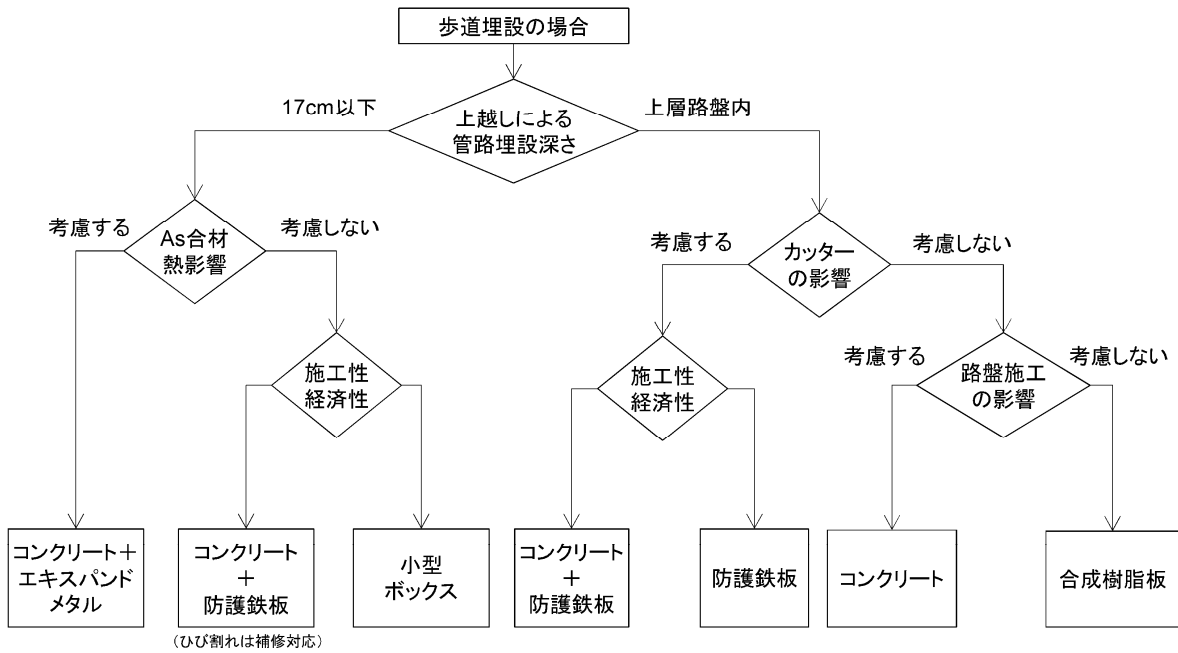 歩道埋設の場合
17cm以下
上越しによる
管路埋設深さ
上層路盤内
考慮する
As合材
熱影響
考慮しない
考慮する
カッター
の影響
考慮しない
施工性
経済性
施工性
経済性
考慮する
路盤施工
の影響
考慮しない
コンクリート＋
エキスパンド
メタル
コンクリート
＋
防護鉄板
(ひび割れは補修対応)
小型
ボックス
コンクリート
＋
防護鉄板
防護鉄板
コンクリート
合成樹脂板